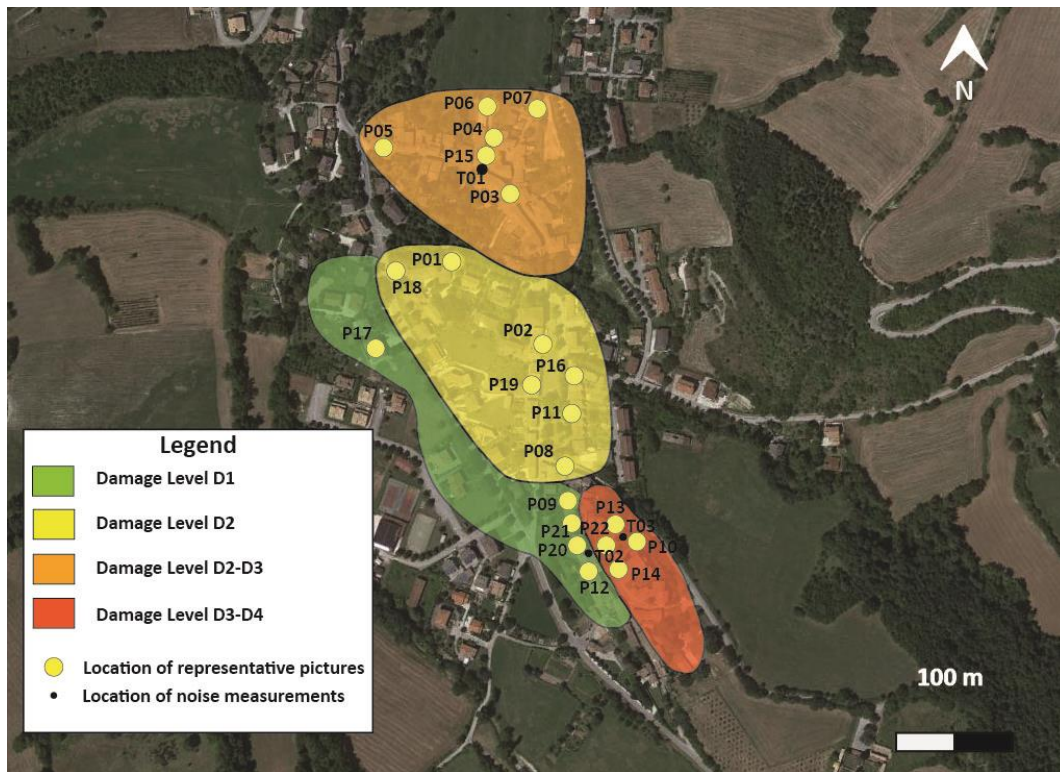 N
P06
P07
P05
P04
P15
T01
P03
P01
P18
P17
P02
P16
P19
P11
P08
P09
P13
P21
P22
T03
P10
P20
T02
P14
P12
Legend
Damage Level D1
Damage Level D2
Damage Level D2-D3
Damage Level D3-D4
Location of representative pictures
Location of noise measurements
100 m